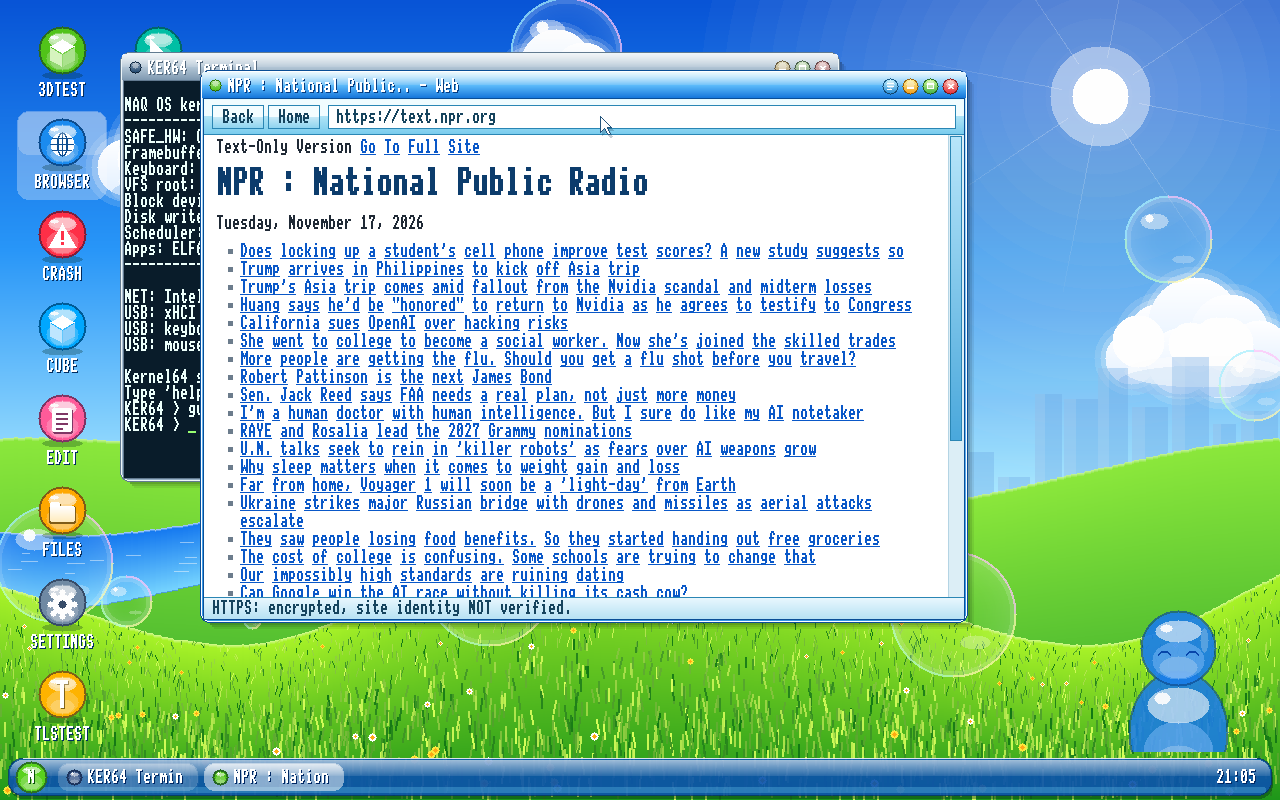 3DTEST
BROWSER
CRASH
CUBE
EDIT
FILES
SETTINGS
TLSTEST
KER64 Terminal
NAQ OS ker
SAFE_HW:
Framebuffe
Keyboard:
VFS root:
Block devi
Disk write
Scheduler:
Apps: ELF6
NET: Intel
USB: xHCI
USB: keybo
USB: mouse
Kernel64 s
Type 'help
KER64 > gu
KER64 > _
NPR : National Public.. - Web
Back Home https://text.npr.org
Text-Only Version Go To Full Site
NPR : National Public Radio
Tuesday, November 17, 2026
Does locking up a student's cell phone improve test scores? A new study suggests so
Trump arrives in Philippines to kick off Asia trip
Trump's Asia trip comes amid fallout from the Nvidia scandal and midterm losses
Huang says he'd be "honored" to return to Nvidia as he agrees to testify to Congress
California sues OpenAI over hacking risks
She went to college to become a social worker. Now she's joined the skilled trades
More people are getting the flu. Should you get a flu shot before you travel?
Robert Pattinson is the next James Bond
Sen. Jack Reed says FAA needs a real plan, not just more money
I'm a human doctor with human intelligence. But I sure do like my AI notetaker
RAYE and Rosalia lead the 2027 Grammy nominations
U.N. talks seek to rein in 'killer robots' as fears over AI weapons grow
Why sleep matters when it comes to weight gain and loss
Far from home, Voyager 1 will soon be a 'light-day' from Earth
Ukraine strikes major Russian bridge with drones and missiles as aerial attacks
escalate
They saw people losing food benefits. So they started handing out free groceries
The cost of college is confusing. Some schools are trying to change that
Our impossibly high standards are ruining dating
Can Google win the AI race without killing its cash cow?
HTTPS: encrypted, site identity NOT verified.
N KER64 Termin NPR : Nation 21:05